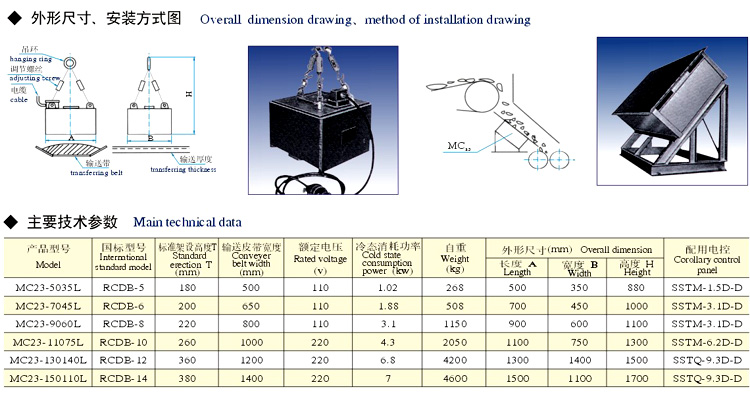 ◆ 外形尺寸、安装方式图 Overall dimension drawing、method of installation drawing
吊环
hanging ring
调节螺丝
adjusting screw
电缆
cable
H
A
B
输送带
transferring belt
输送厚度
transferring thickness
MC23
◆ 主要技术参数 Main technical data
产品型号 Model 国标型号 International standard model 标准架设高度T Standard erection T (mm) 输送皮带宽度 Conveyer belt width (mm) 额定电压 Rated voltage (v) 冷态消耗功率 Cold state consumption power (kw) 自重 Weight (kg) 外形尺寸(mm) Overall dimension 配用电控 Corollary control panel
长度 A Length 宽度 B Width 高度 H Height
MC23-5035L RCDB-5 180 500 110 1.02 268 500 350 880 SSTM-1.5D-D
MC23-7045L RCDB-6 200 650 110 1.88 508 700 450 1000 SSTM-3.1D-D
MC23-9060L RCDB-8 220 800 110 3.1 1150 900 600 1100 SSTM-3.1D-D
MC23-11075L RCDB-10 260 1000 220 4.3 2050 1100 750 1300 SSTM-6.2D-D
MC23-130140L RCDB-12 360 1200 220 6.8 4200 1300 1400 1500 SSTQ-9.3D-D
MC23-150110L RCDB-14 380 1400 220 7 4600 1500 1100 1700 SSTQ-9.3D-D